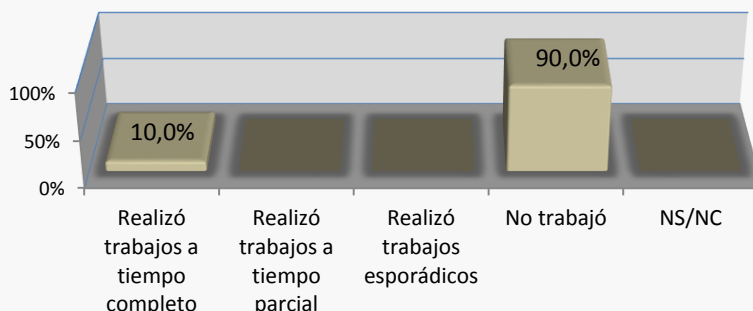 90,0%
100%
10,0%
50%
0%
Realizó
trabajos a
tiempo
completo
Realizó
trabajos a
tiempo
parcial
Realizó
trabajos
esporádicos
No trabajó
NS/NC